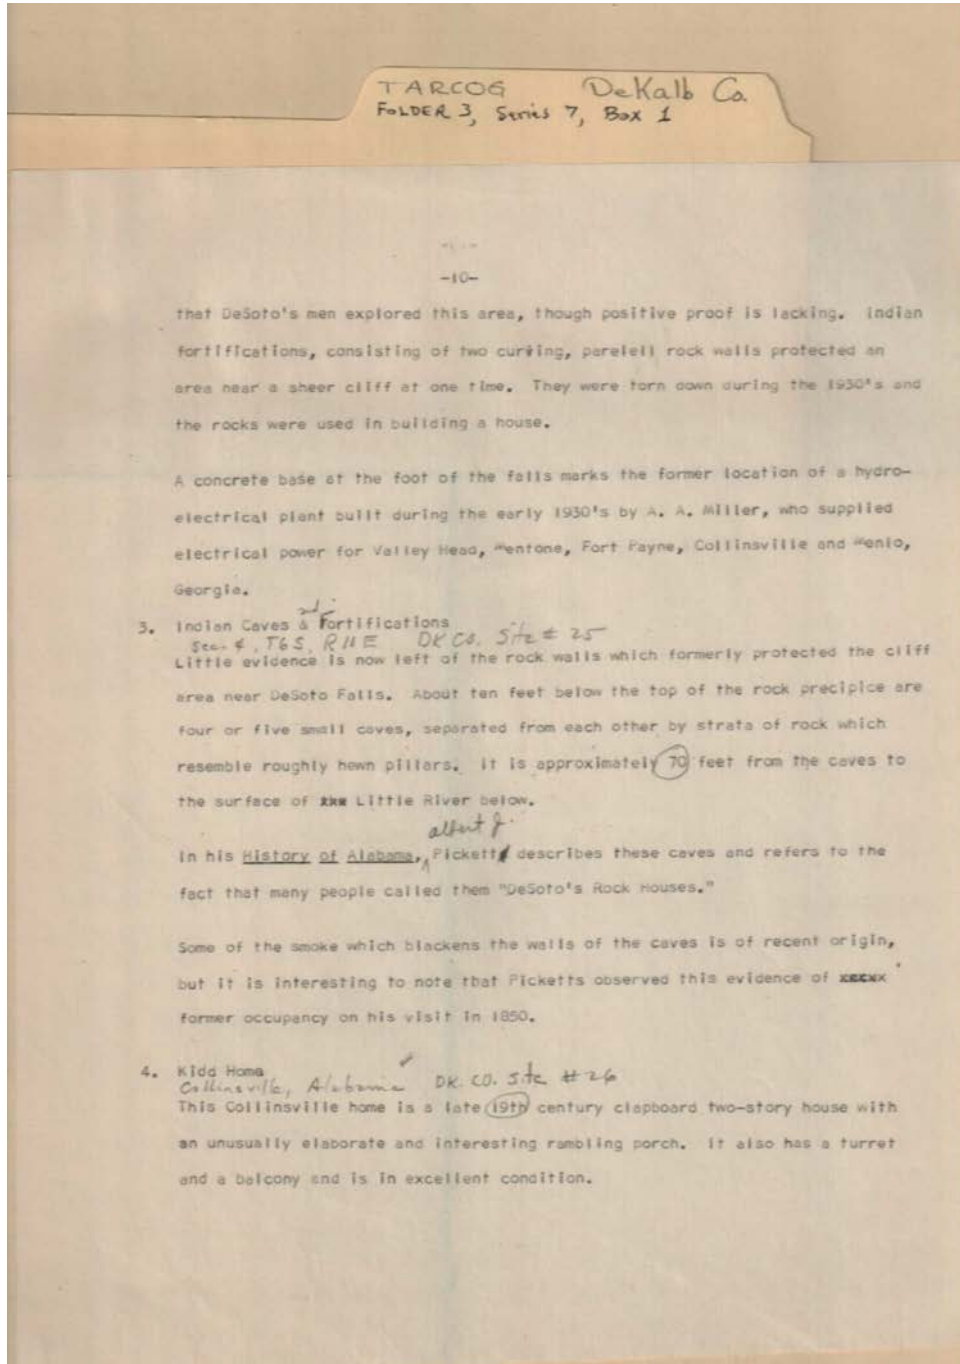 TARCOG DeKalb Co.
FOLDER 3, Series 7, Box 1
-10-
that DeSoto's men explored this area, though positive proof is lacking. Indian
fortifications, consisting of two curving, parelell rock walls protected an
area near a sheer cliff at one time. They were torn down during the 1930's and
the rocks were used in building a house.
A concrete base at the foot of the falls marks the former location of a hydro-
electrical plant built during the early 1930's by A. A. Miller, who supplied
electrical power for Valley Head, Mentone, Fort Payne, Collinsville and Menlo,
Georgia.
and
3. Indian Caves & Fortifications
Sec. 4, T6S, R11E DK CO. Site # 25
Little evidence is now left of the rock walls which formerly protected the cliff
area near DeSoto Falls. About ten feet below the top of the rock precipice are
four or five small caves, separated from each other by strata of rock which
resemble roughly hewn pillars. It is approximately 70 feet from the caves to
the surface of xxx Little River below.
albert J.
In his History of Alabama, Picketts describes these caves and refers to the
fact that many people called them "DeSoto's Rock Houses."
Some of the smoke which blackens the walls of the caves is of recent origin,
but it is interesting to note that Picketts observed this evidence of xxxxx
former occupancy on his visit in 1850.
4. Kidd Home
Collinsville, Alabama DK. CO. Site # 26
This Collinsville home is a late 19th century clapboard two-story house with
an unusually elaborate and interesting rambling porch. It also has a turret
and a balcony and is in excellent condition.